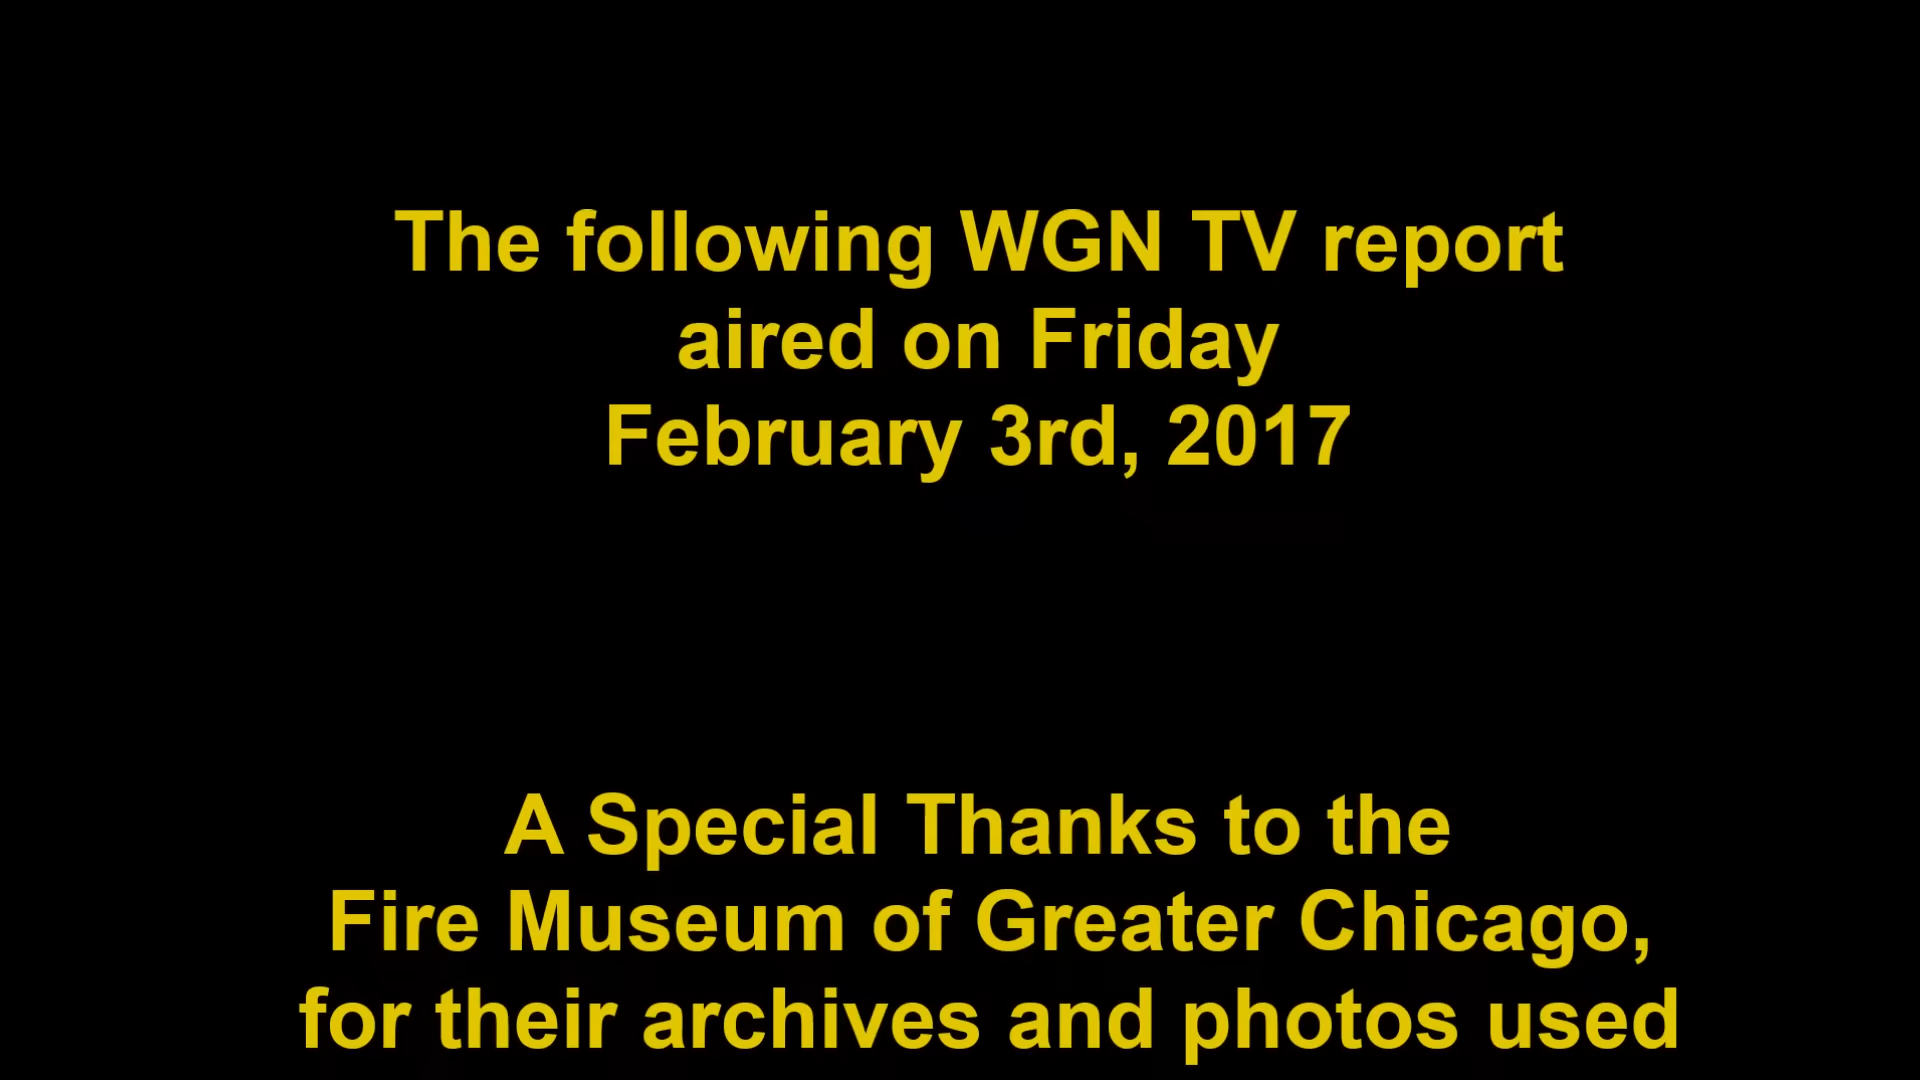 The following WGN TV report
aired on Friday
February 3rd, 2017
A Special Thanks to the
Fire Museum of Greater Chicago,
for their archives and photos used